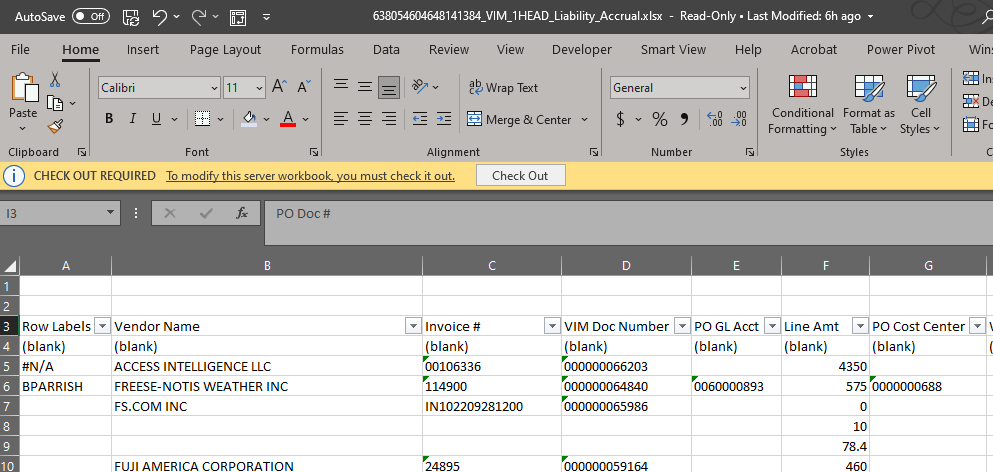 AutoSave Off 638054604648141384_VIM_1HEAD_Liability_Accrual.xlsx - Read-Only • Last Modified: 6h ago
File Home Insert Page Layout Formulas Data Review View Developer Smart View Help Acrobat Power Pivot
Calibri 11 ab Wrap Text General
Paste B I U Merge & Center $ % Conditional Formatting Format as Table Cell Styles
Clipboard Font Alignment Number Styles
CHECK OUT REQUIRED To modify this server workbook, you must check it out. Check Out
I3 fx PO Doc #
A B C D E F G
1
2
3 Row Labels Vendor Name Invoice # VIM Doc Number PO GL Acct Line Amt PO Cost Center
4 (blank) (blank) (blank) (blank) (blank) (blank) (blank)
5 #N/A ACCESS INTELLIGENCE LLC 00106336 000000066203 4350
6 BPARRISH FREESE-NOTIS WEATHER INC 114900 000000064840 0060000893 575 0000000688
7 FS.COM INC IN102209281200 000000065986 0
8 10
9 78.4
10 FUJI AMERICA CORPORATION 24895 000000059164 460